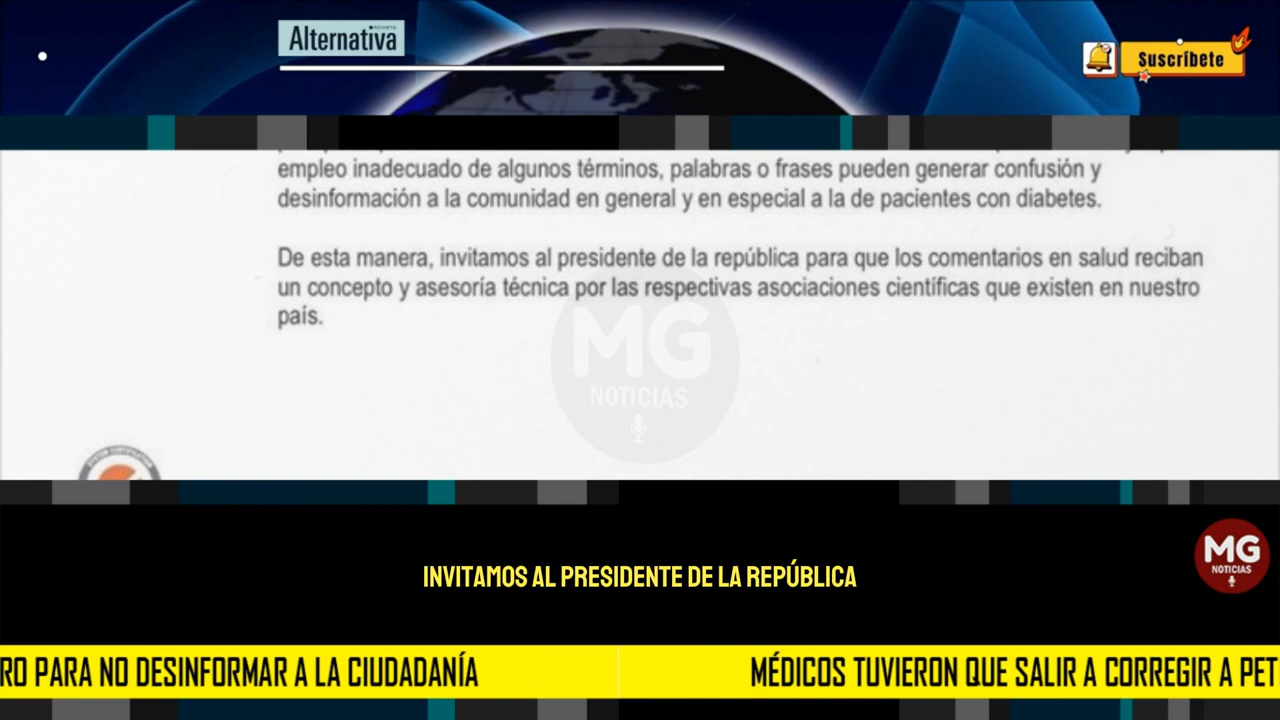 REVISTA
Alternativa
Suscríbete
empleo inadecuado de algunos términos, palabras o frases pueden generar confusión y
desinformación a la comunidad en general y en especial a la de pacientes con diabetes.
De esta manera, invitamos al presidente de la república para que los comentarios en salud reciban
un concepto y asesoría técnica por las respectivas asociaciones científicas que existen en nuestro
país.
MG
NOTICIAS
INVITAMOS AL PRESIDENTE DE LA REPÚBLICA
MG
NOTICIAS
RO PARA NO DESINFORMAR A LA CIUDADANÍA
MÉDICOS TUVIERON QUE SALIR A CORREGIR A PET